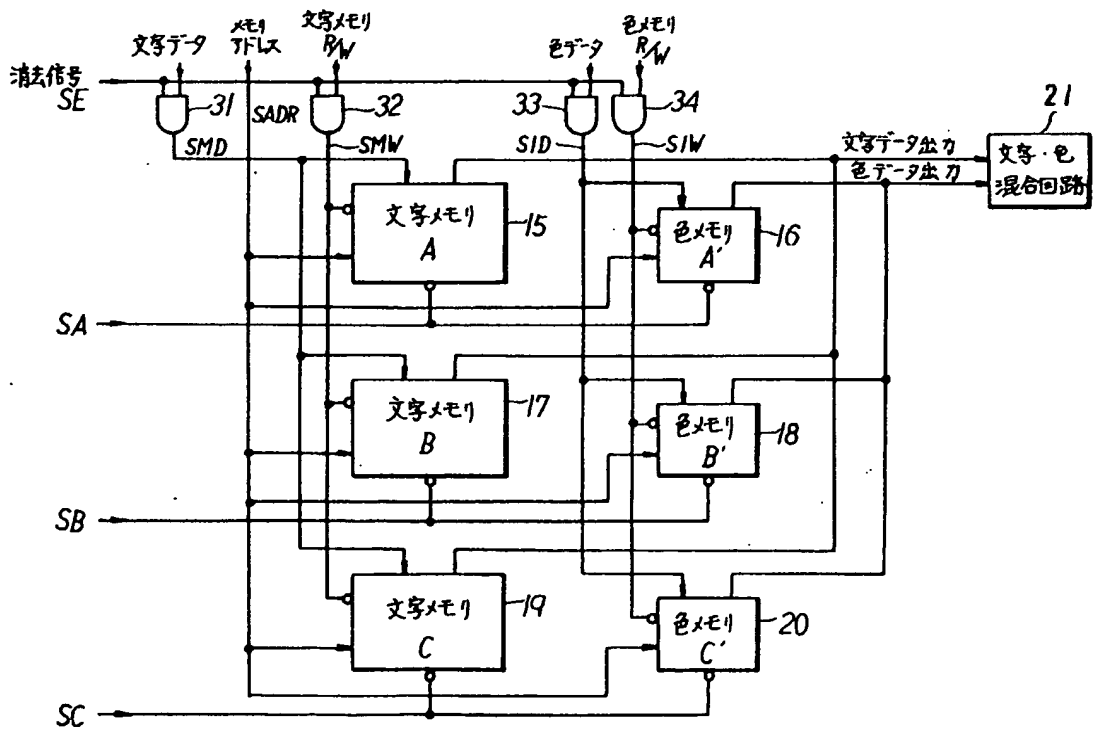 文字データ
メモリ
アドレス
文字メモリ
R/W
色データ
色メモリ
R/W
消去信号
SE
31
SADR
32
33
34
21
SMD
SMW
SID
SIW
文字データ出力
色データ出力
文字・色
混合回路
文字メモリ
A
15
色メモリ
A'
16
SA
文字メモリ
B
17
色メモリ
B'
18
SB
文字メモリ
C
19
色メモリ
C'
20
SC